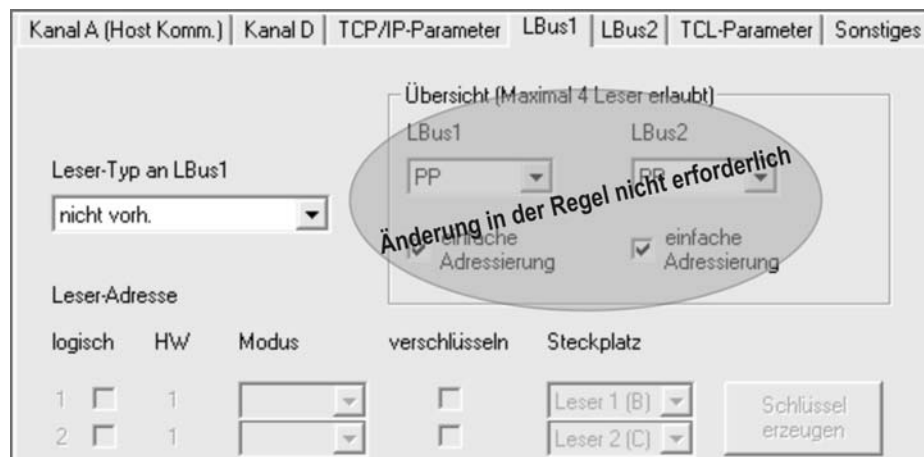 Kanal A (Host Komm.) Kanal D TCP/IP-Parameter LBus1 LBus2 TCL-Parameter Sonstiges
Übersicht (Maximal 4 Leser erlaubt)
LBus1 LBus2
Leser-Typ an LBus1
PP PP
nicht vorh.
Änderung in der Regel nicht erforderlich
einfache Adressierung
einfache Adressierung
Leser-Adresse
logisch HW Modus verschlüsseln Steckplatz
1 1 Leser 1 (B)
2 1 Leser 2 (C)
Schlüssel
erzeugen